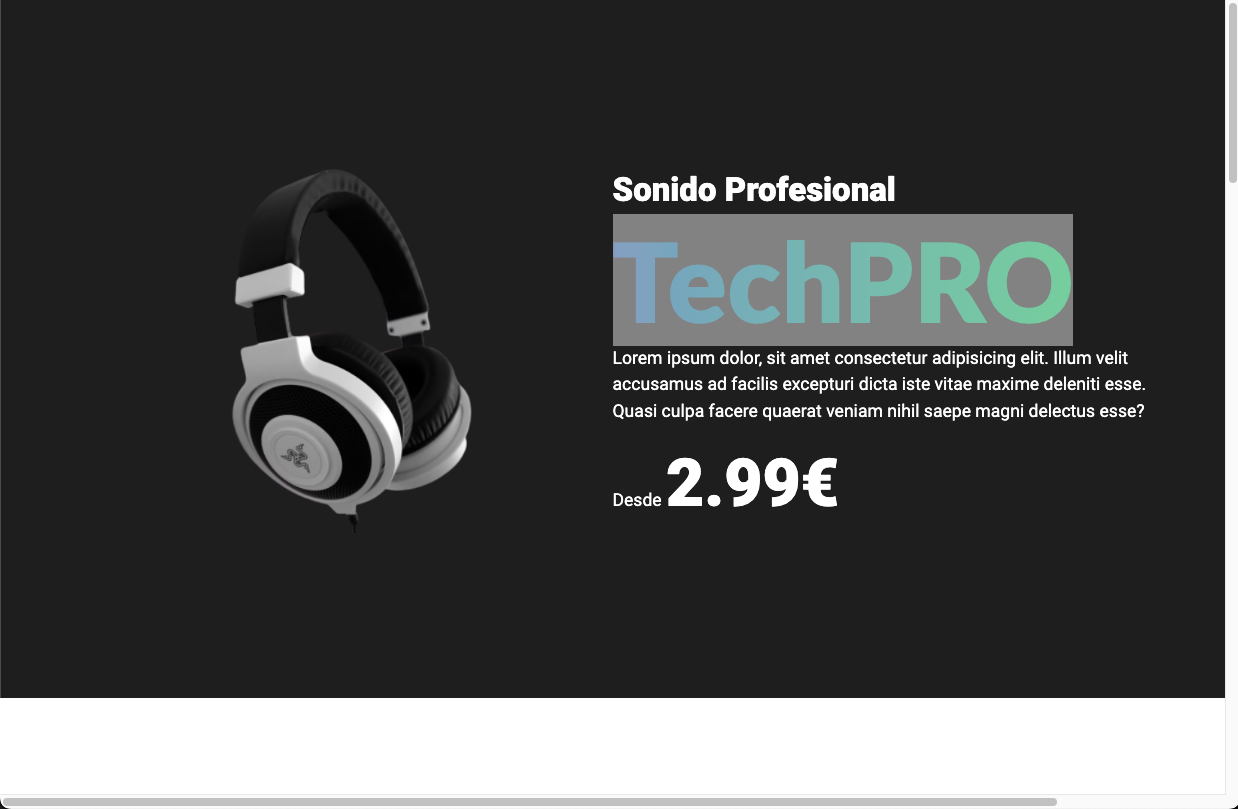 Sonido Profesional
TechPRO
Lorem ipsum dolor, sit amet consectetur adipisicing elit. Illum velit
accusamus ad facilis excepturi dicta iste vitae maxime deleniti esse.
Quasi culpa facere quaerat veniam nihil saepe magni delectus esse?
Desde 2.99€